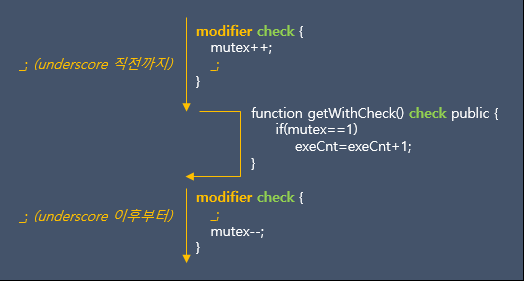 modifier check {
mutex++;
_; (underscore 직전까지)
_;
}
function getWithCheck() check public {
if(mutex==1)
exeCnt=exeCnt+1;
}
modifier check {
_; (underscore 이후부터)
_;
mutex--;
}